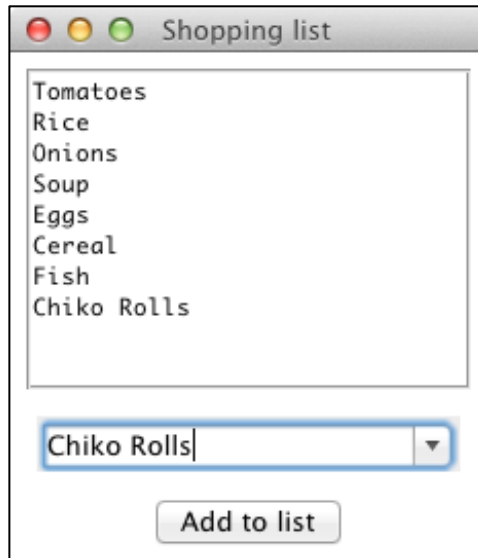 Shopping list
Tomatoes
Rice
Onions
Soup
Eggs
Cereal
Fish
Chiko Rolls
Chiko Rolls
Add to list